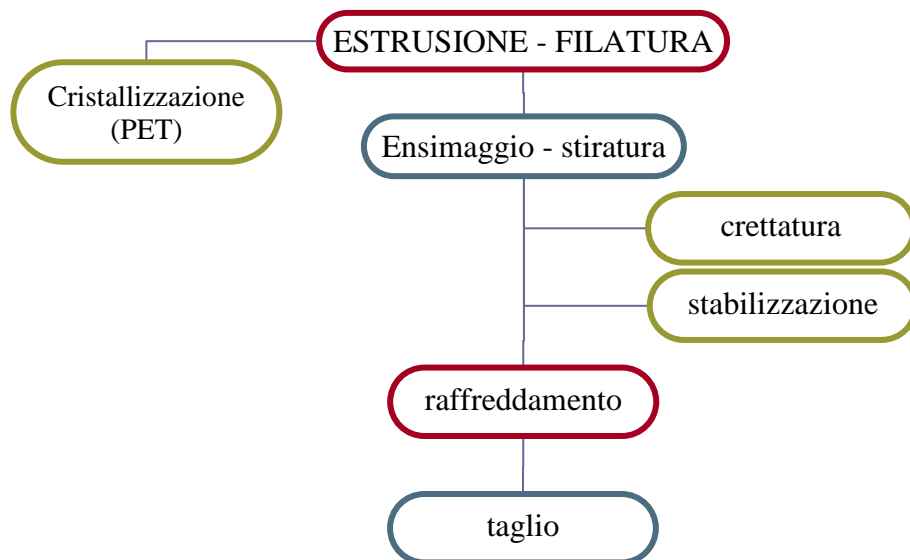 ESTRUSIONE - FILATURA
Cristallizzazione
(PET)
Ensimaggio - stiratura
crettatura
stabilizzazione
raffreddamento
taglio